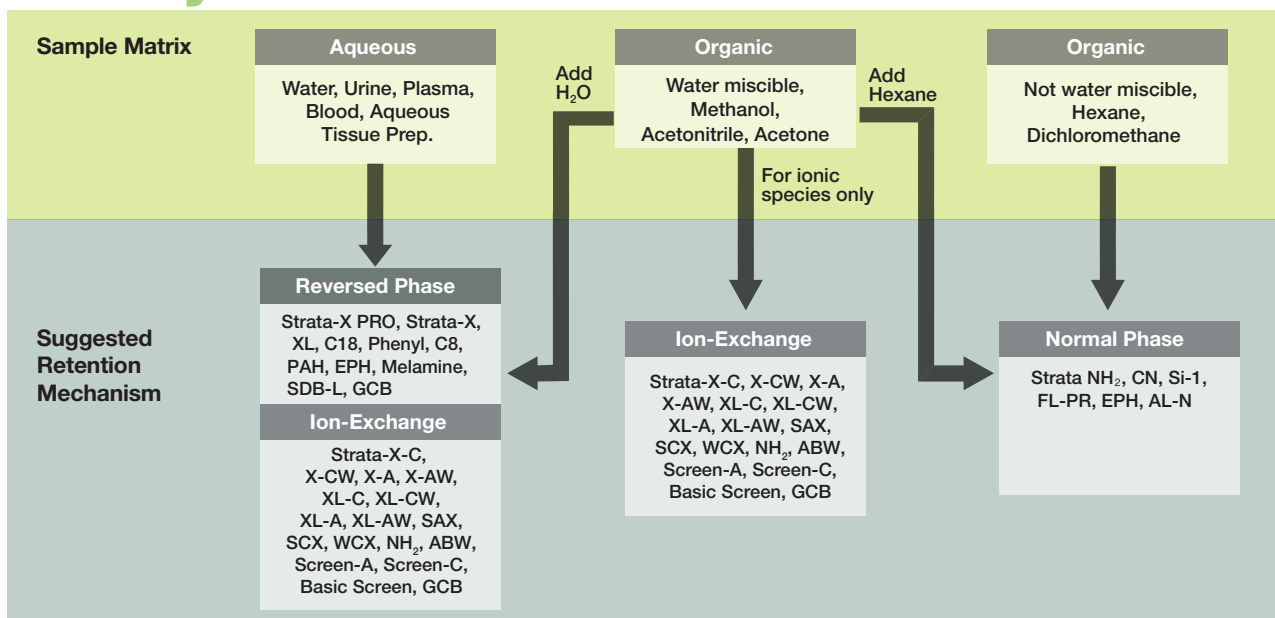 Sample Matrix
Aqueous
Water, Urine, Plasma,
Blood, Aqueous
Tissue Prep.
Add
H₂O
Organic
Water miscible,
Methanol,
Acetonitrile, Acetone
Add
Hexane
Organic
Not water miscible,
Hexane,
Dichloromethane
For ionic
species only
Suggested
Retention
Mechanism
Reversed Phase
Strata-X PRO, Strata-X,
XL, C18, Phenyl, C8,
PAH, EPH, Melamine,
SDB-L, GCB
Ion-Exchange
Strata-X-C,
X-CW, X-A, X-AW,
XL-C, XL-CW,
XL-A, XL-AW, SAX,
SCX, WCX, NH₂, ABW,
Screen-A, Screen-C,
Basic Screen, GCB
Ion-Exchange
Strata-X-C, X-CW, X-A,
X-AW, XL-C, XL-CW,
XL-A, XL-AW, SAX,
SCX, WCX, NH₂, ABW,
Screen-A, Screen-C,
Basic Screen, GCB
Normal Phase
Strata NH₂, CN, Si-1,
FL-PR, EPH, AL-N